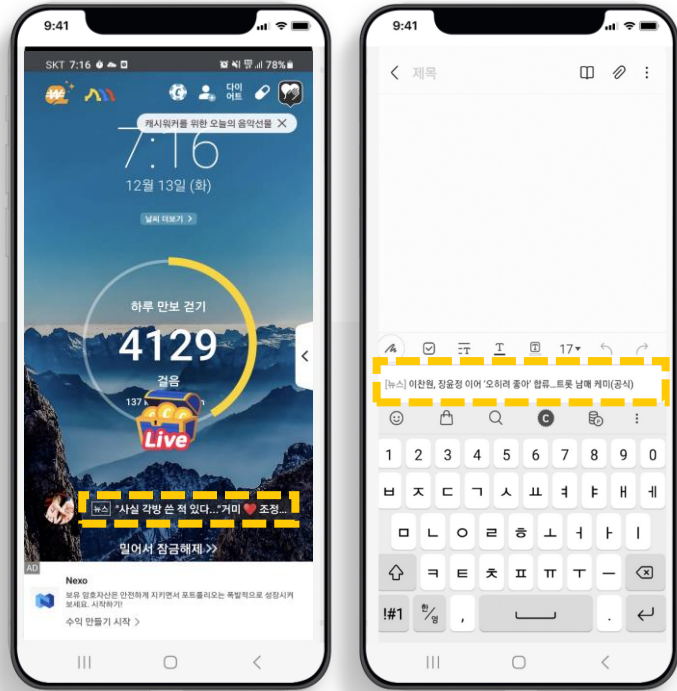 9:41
SKT 7:16
78%
다이
어트
캐시워커를 위한 오늘의 음악선물 ✕
7:16
12월 13일 (화)
날씨 더보기 >
하루 만보 걷기
4129
걸음
137
Live
뉴스 "사실 각방 쓴 적 있다..."거미 ❤️ 조정...
밀어서 잠금해제 >>
AD
Nexo
보유 암호자산은 안전하게 지키면서 포트폴리오는 폭발적으로 성장시켜
보세요. 시작하기!
수익 만들기 시작 >
9:41
제목
17
[뉴스] 이찬원, 장윤정 이어 '오히려 좋아' 합류...트롯 남매 케미(공식)
C
1 2 3 4 5 6 7 8 9 0
ㅂ ㅈ ㄷ ㄱ ㅅ ㅛ ㅕ ㅑ ㅐ ㅔ
ㅁ ㄴ ㅇ ㄹ ㅎ ㅗ ㅓ ㅏ ㅣ
ㅋ ㅌ ㅊ ㅍ ㅠ ㅜ ㅡ
!#1 한/영 , .